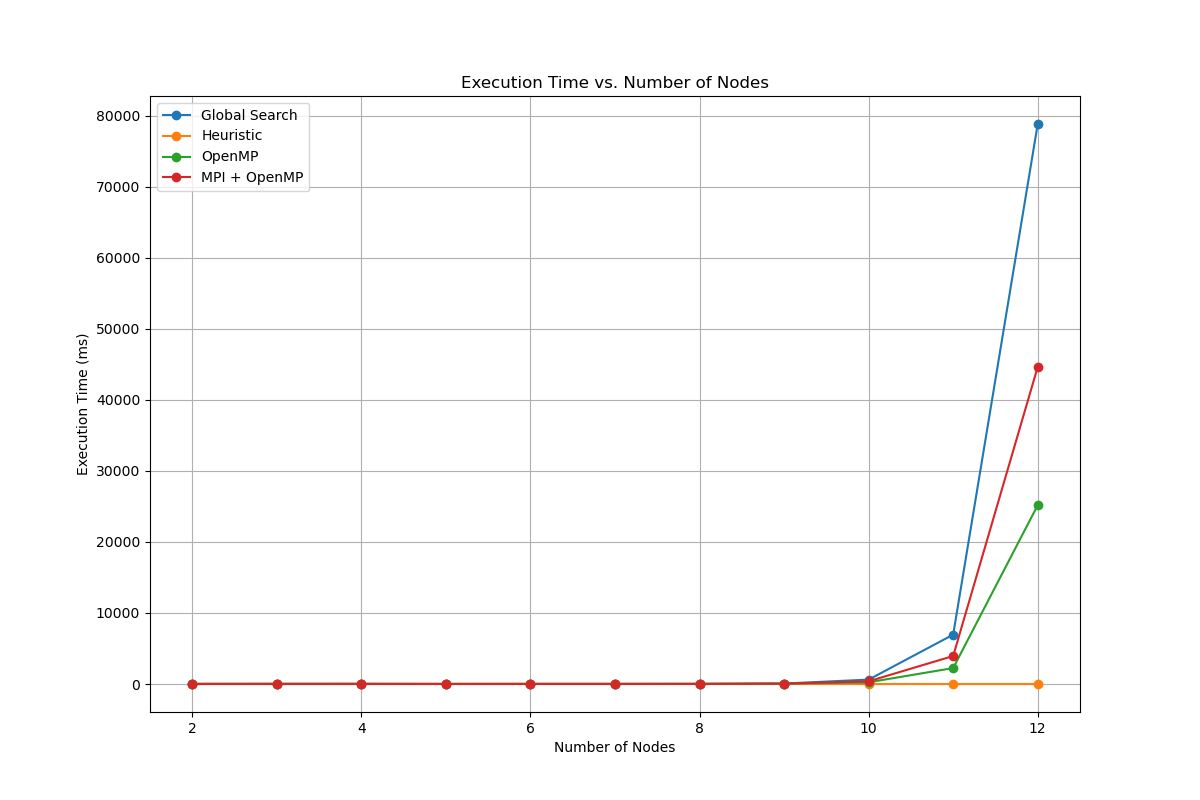 Execution Time vs. Number of Nodes
Global Search
Heuristic
OpenMP
MPI + OpenMP
80000
70000
60000
50000
40000
30000
20000
10000
0
Execution Time (ms)
2 4 6 8 10 12
Number of Nodes